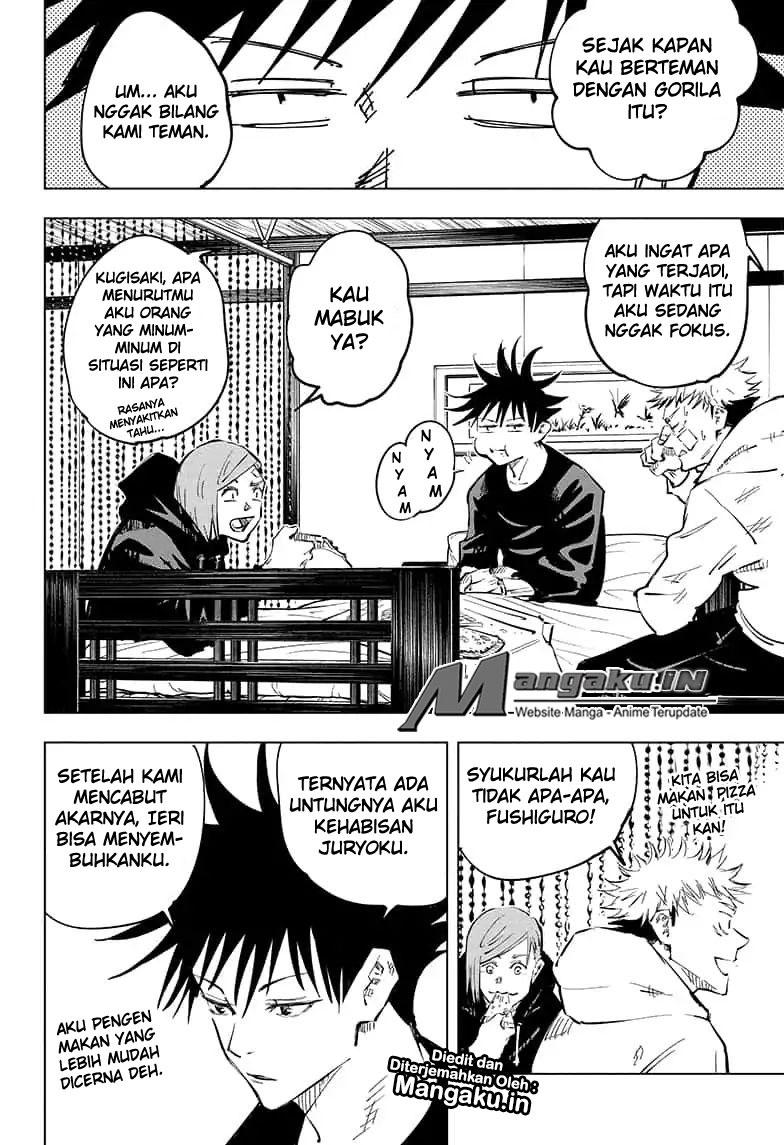 SEJAK KAPAN
KAU BERTEMAN
DENGAN GORILA
ITU?
UM... AKU
NGGAK BILANG
KAMI TEMAN.
AKU INGAT APA
YANG TERJADI,
TAPI WAKTU ITU
AKU SEDANG
NGGAK FOKUS.
KAU
MABUK
YA?
KUGISAKI, APA
MENURUTMU
AKU ORANG
YANG MINUM-
MINUM DI
SITUASI SEPERTI
INI APA?
RASANYA
MENYAKITKAN
TAHU...
NYAM
NYAM
Mangaku.IN
Website Manga - Anime Terupdate
SYUKURLAH KAU
TIDAK APA-APA,
FUSHIGURO!
KITA BISA
MAKAN PIZZA
UNTUK ITU
KAN!
TERNYATA ADA
UNTUNGNYA AKU
KEHABISAN
JURYOKU.
SETELAH KAMI
MENCABUT
AKARNYA, IERI
BISA MENYEM-
BUHKANKU.
AKU PENGEN
MAKAN YANG
LEBIH MUDAH
DICERNA DEH.
Diedit dan
Diterjemahkan Oleh :
Mangaku.in